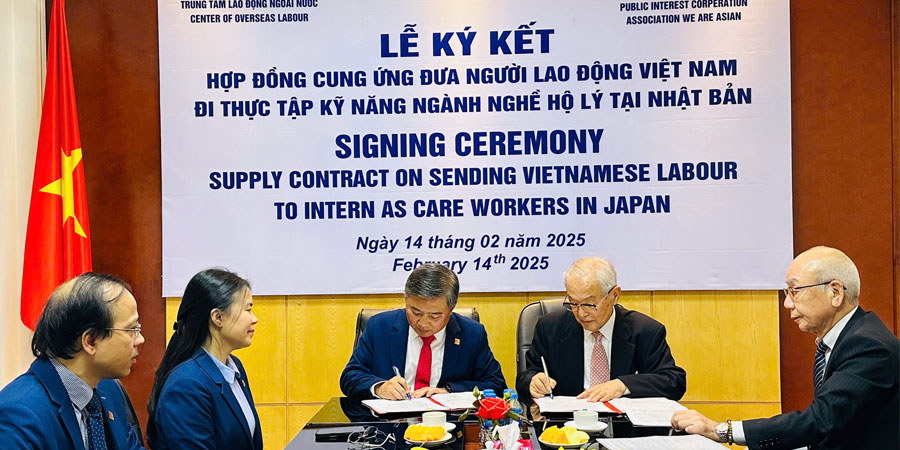 TRUNG TÂM LAO ĐỘNG NGOÀI NƯỚC
CENTER OF OVERSEAS LABOUR
PUBLIC INTEREST CORPERATION
ASSOCIATION WE ARE ASIAN
LỄ KÝ KẾT
HỢP ĐỒNG CUNG ỨNG ĐƯA NGƯỜI LAO ĐỘNG VIỆT NAM
ĐI THỰC TẬP KỸ NĂNG NGÀNH NGHỀ HỘ LÝ TẠI NHẬT BẢN
SIGNING CEREMONY
SUPPLY CONTRACT ON SENDING VIETNAMESE LABOUR
TO INTERN AS CARE WORKERS IN JAPAN
Ngày 14 tháng 02 năm 2025
February 14th 2025